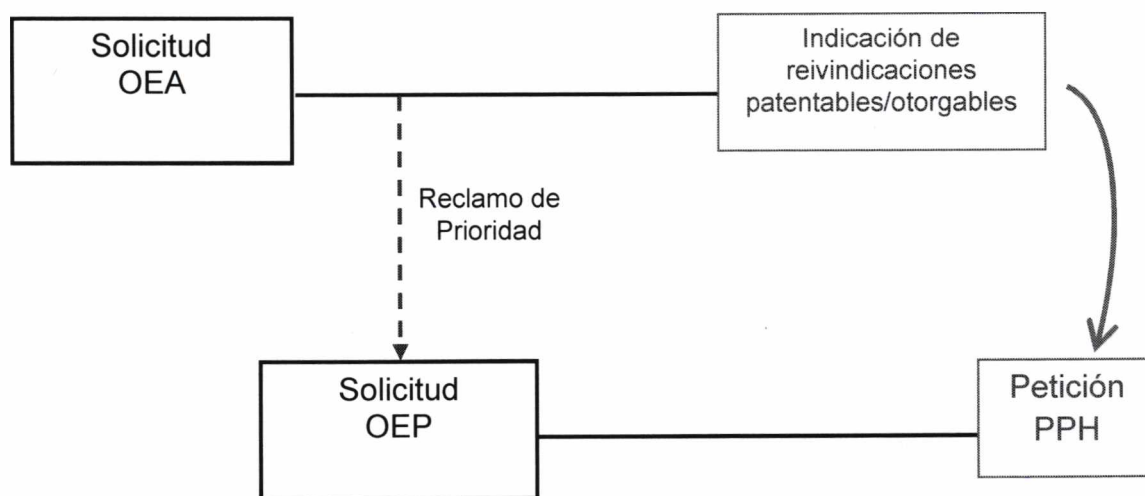 Solicitud
OEA
Indicación de
reivindicaciones
patentables/otorgables
Reclamo de
Prioridad
Solicitud
OEP
Petición
PPH